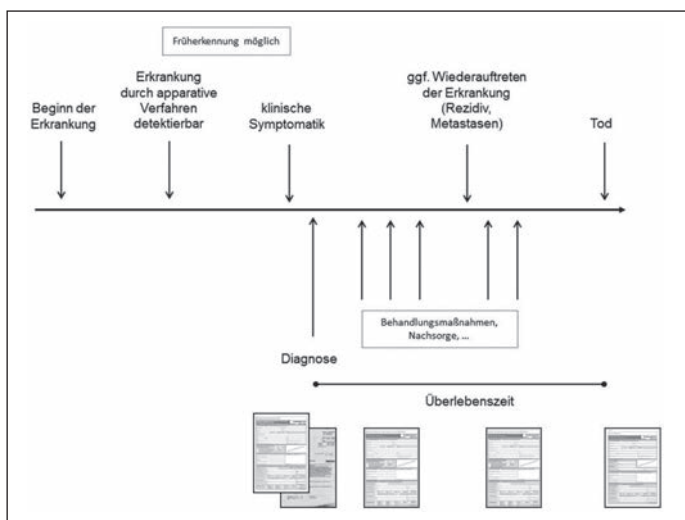 Früherkennung möglich
Beginn der
Erkrankung
Erkrankung
durch apparative
Verfahren
detektierbar
klinische
Symptomatik
ggf. Wiederauftreten
der Erkrankung
(Rezidiv,
Metastasen)
Tod
Behandlungsmaßnahmen,
Nachsorge, ...
Diagnose
Überlebenszeit